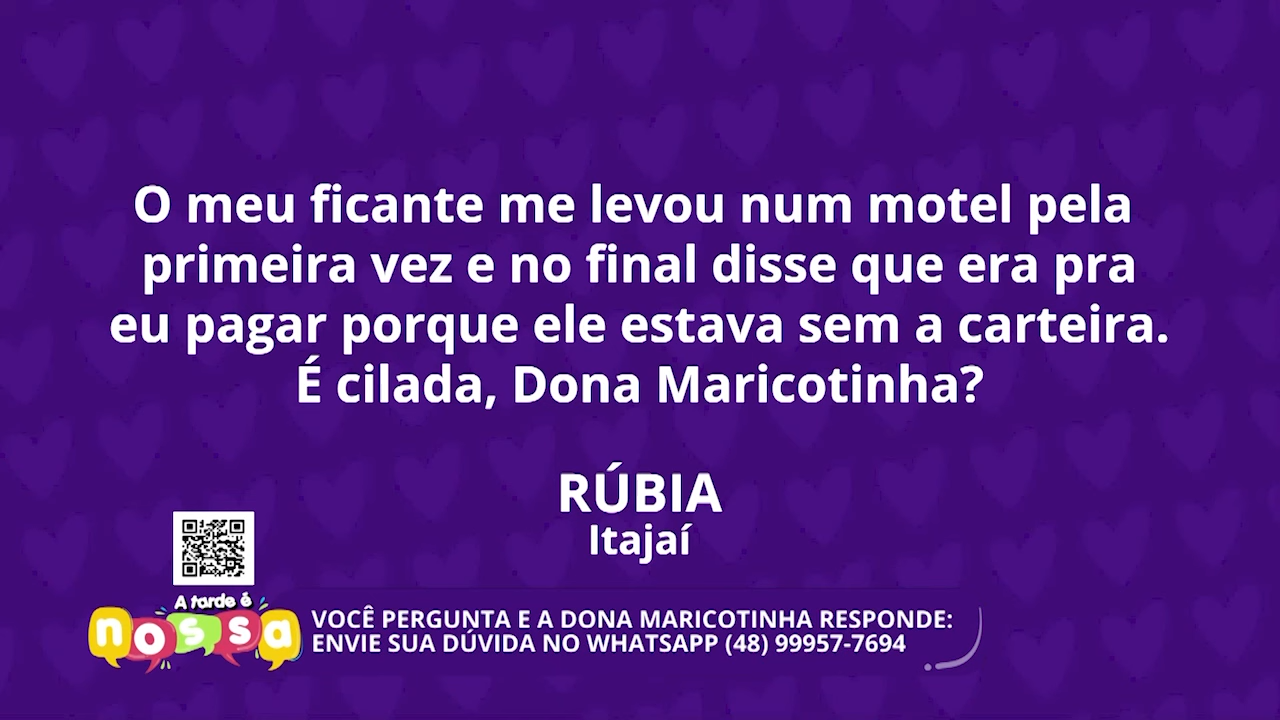 O meu ficante me levou num motel pela
primeira vez e no final disse que era pra
eu pagar porque ele estava sem a carteira.
É cilada, Dona Maricotinha?
RÚBIA
Itajaí
A tarde é
nossa
VOCÊ PERGUNTA E A DONA MARICOTINHA RESPONDE:
ENVIE SUA DÚVIDA NO WHATSAPP (48) 99957-7694